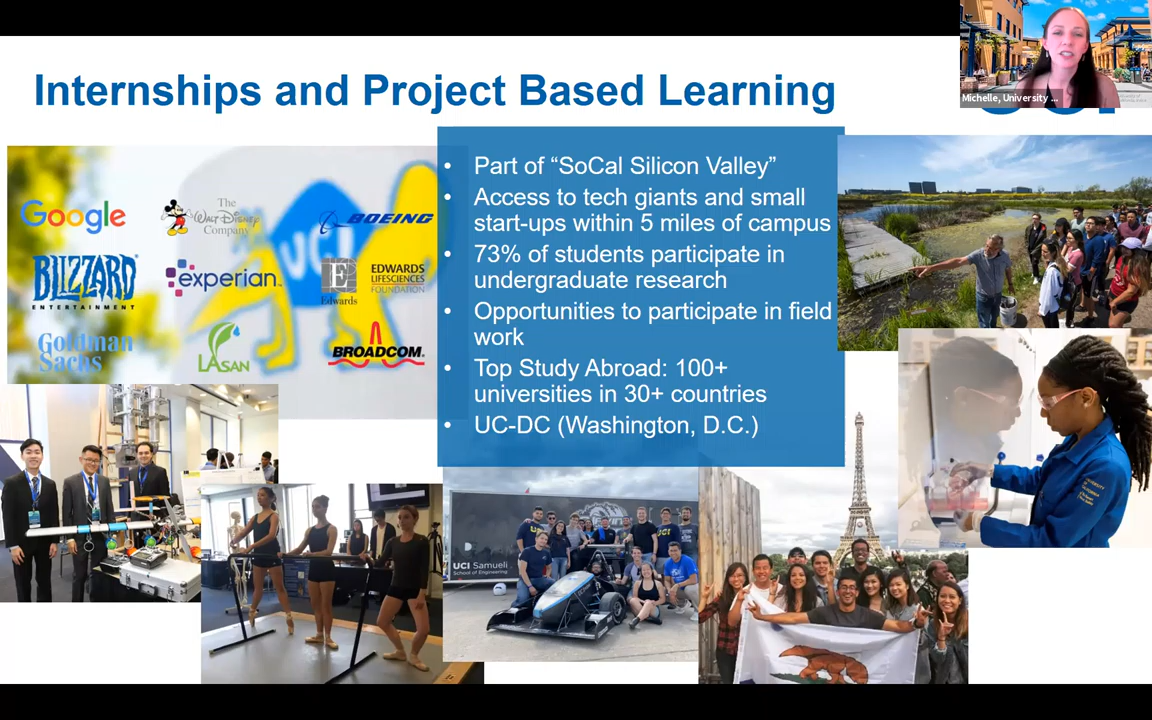 Michelle, University ...
Internships and Project Based Learning
Google
The
Walt Disney
Company
BOEING
BLIZZARD
ENTERTAINMENT
experian.
E
Edwards
EDWARDS
LIFESCIENCES
FOUNDATION
Goldman
Sachs
LASAN
BROADCOM.
UCI
• Part of “SoCal Silicon Valley”
• Access to tech giants and small
start-ups within 5 miles of campus
• 73% of students participate in
undergraduate research
• Opportunities to participate in field
work
• Top Study Abroad: 100+
universities in 30+ countries
• UC-DC (Washington, D.C.)
UCI Samueli
School of Engineering
UCI